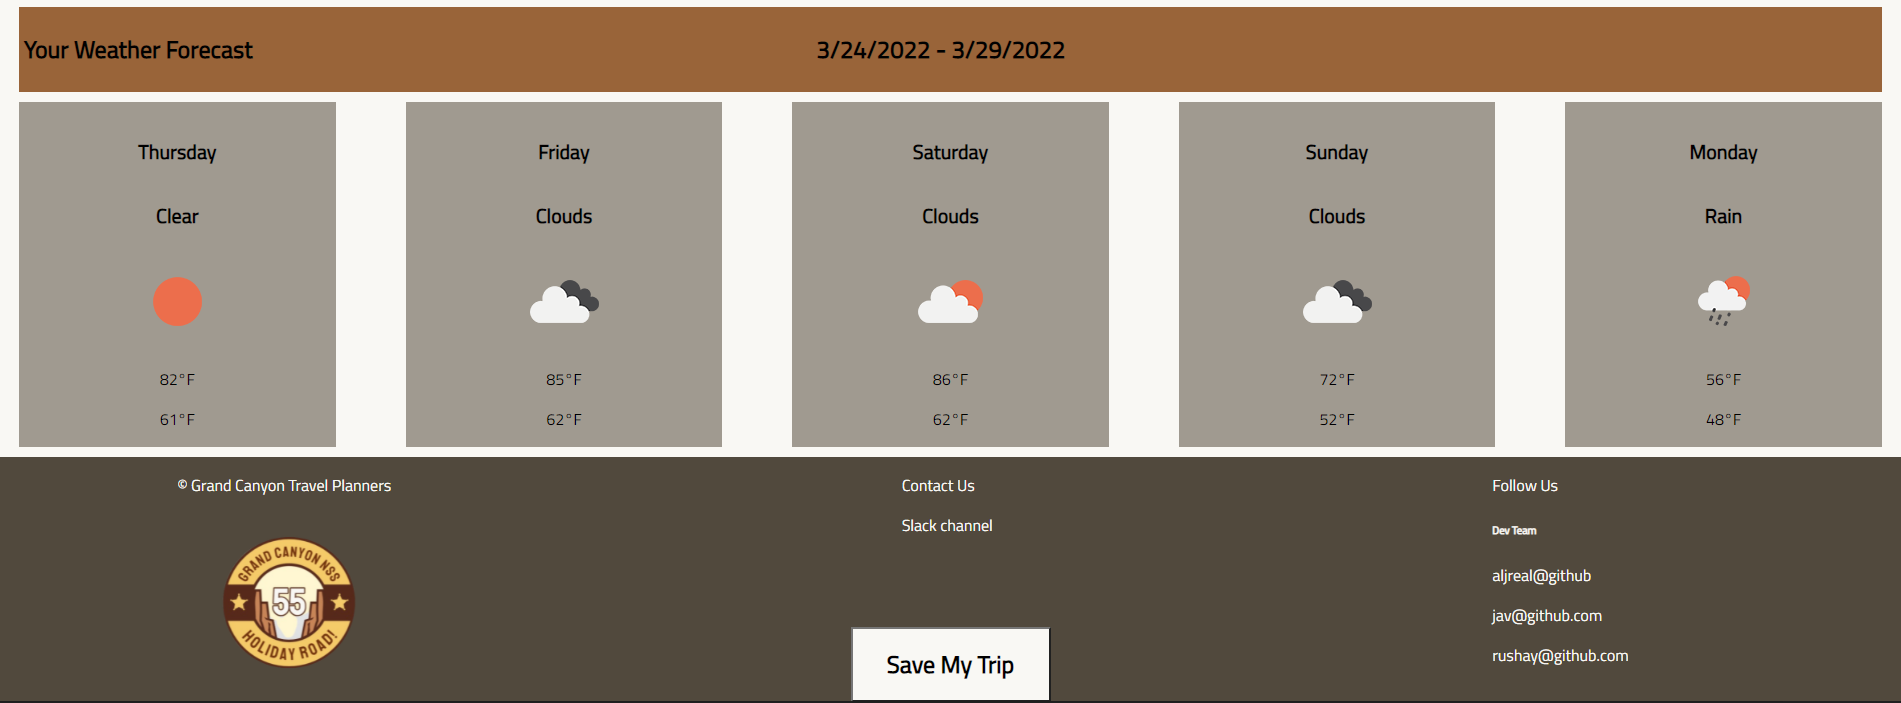 Your Weather Forecast
3/24/2022 - 3/29/2022
Thursday
Clear
82°F
61°F
Friday
Clouds
85°F
62°F
Saturday
Clouds
86°F
62°F
Sunday
Clouds
72°F
52°F
Monday
Rain
56°F
48°F
© Grand Canyon Travel Planners
GRAND CANYON NSS
55
HOLIDAY ROAD!
Contact Us
Slack channel
Save My Trip
Follow Us
Dev Team
aljreal@github
jav@github.com
rushay@github.com